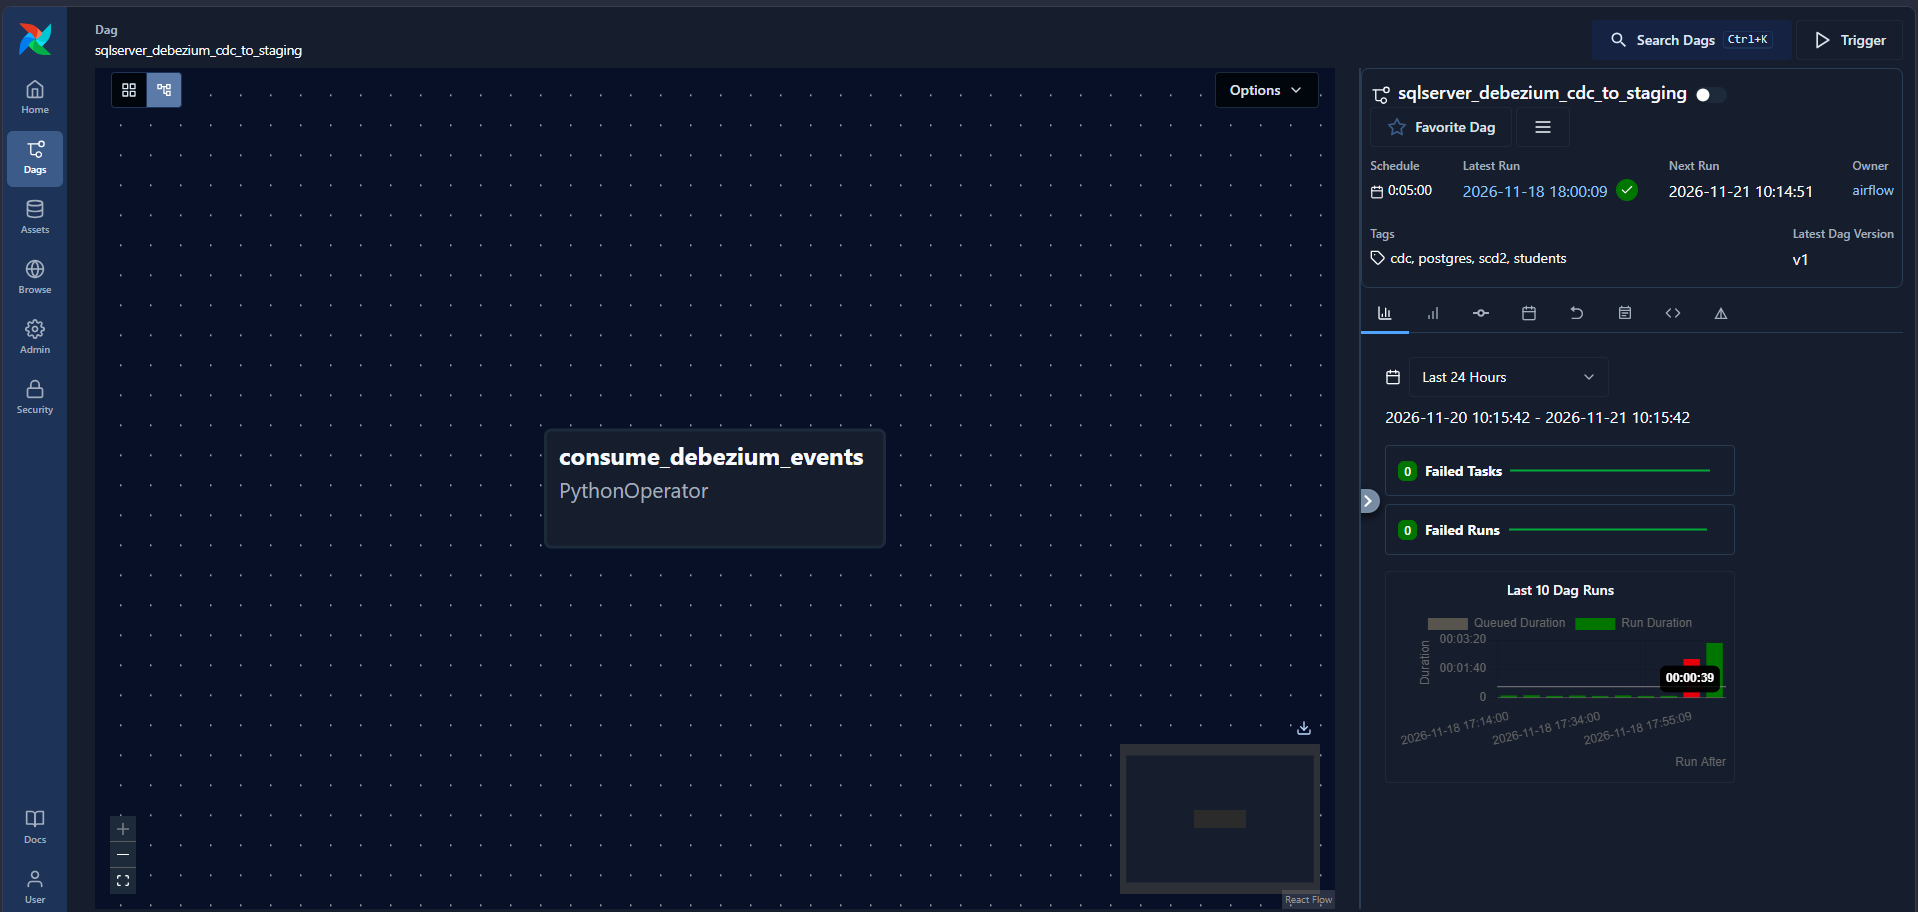 Home
Dags
Assets
Browse
Admin
Security
Docs
User
Dag
sqlserver_debezium_cdc_to_staging
Search Dags Ctrl+K
Trigger
Options
consume_debezium_events
PythonOperator
React Flow
sqlserver_debezium_cdc_to_staging
Favorite Dag
Schedule Latest Run Next Run Owner
0:05:00 2026-11-18 18:00:09 2026-11-21 10:14:51 airflow
Tags Latest Dag Version
cdc, postgres, scd2, students v1
Last 24 Hours
2026-11-20 10:15:42 - 2026-11-21 10:15:42
0 Failed Tasks
0 Failed Runs
Last 10 Dag Runs
Queued Duration Run Duration
Duration
00:03:20
00:01:40
0
00:00:39
2026-11-18 17:14:00
2026-11-18 17:34:00
2026-11-18 17:55:09
Run After